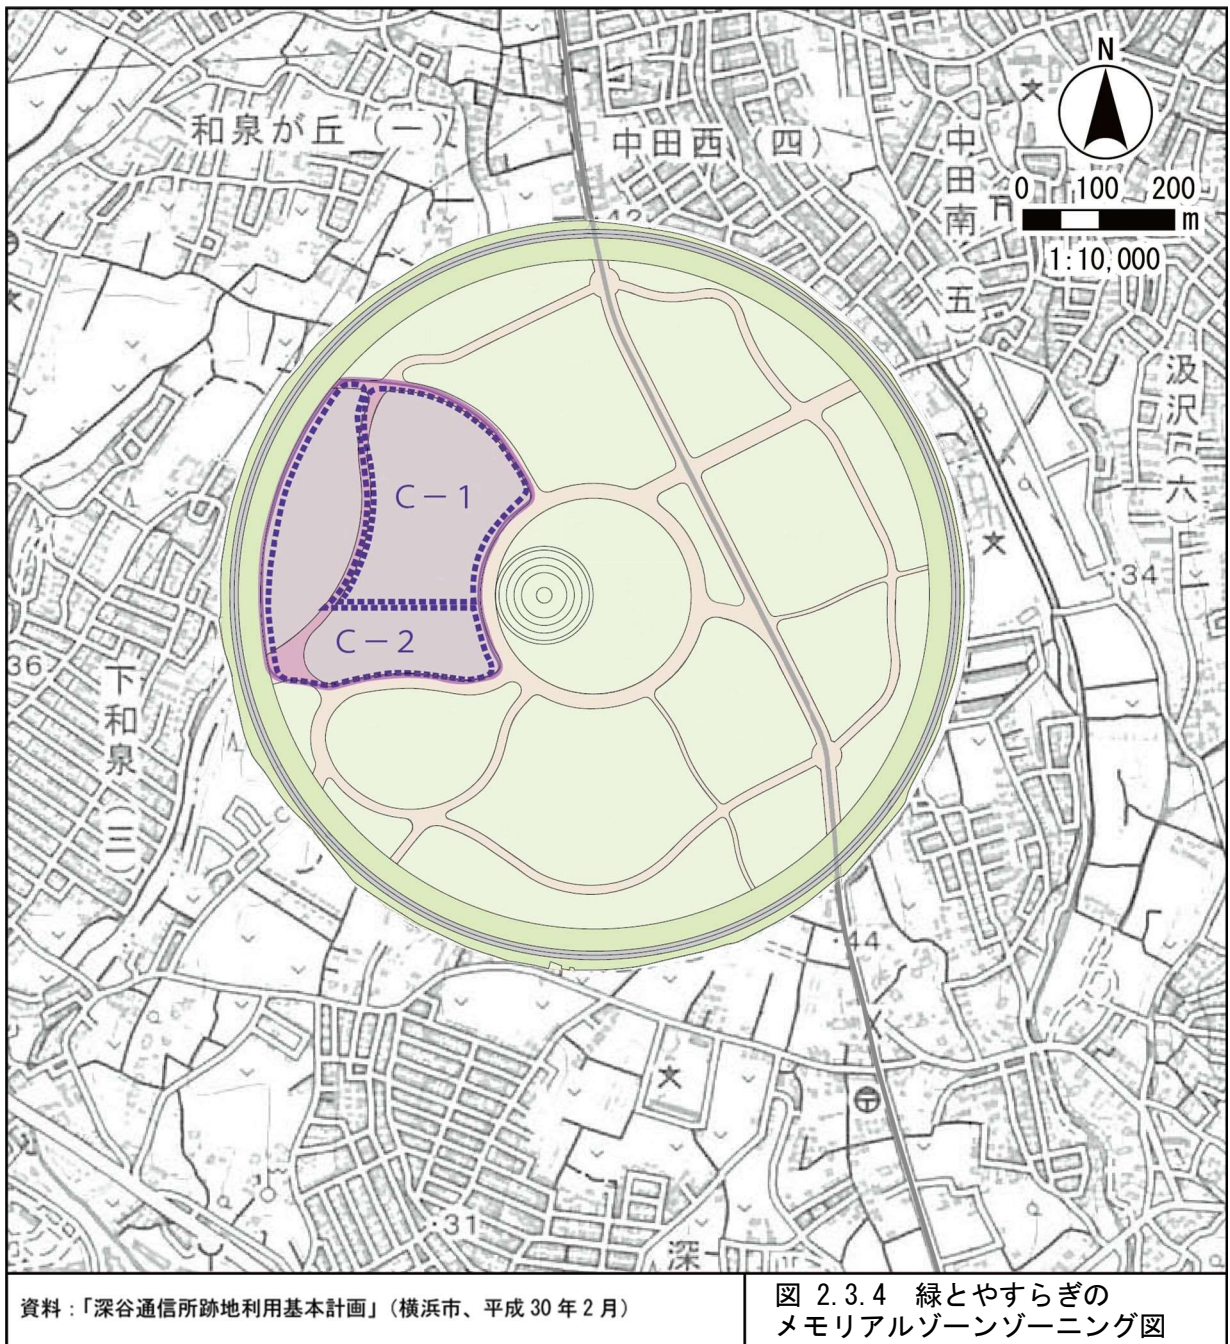 和泉が丘（一）
中田西（四）
中田南（五）
N
0 100 200
m
1:10,000
汲沢（六）
42
C-1
C-2
34
36
下和泉（三）
44
31
深
資料：「深谷通信所跡地利用基本計画」（横浜市、平成30年2月）
図 2.3.4 緑とやすらぎの
メモリアルゾーンゾーニング図